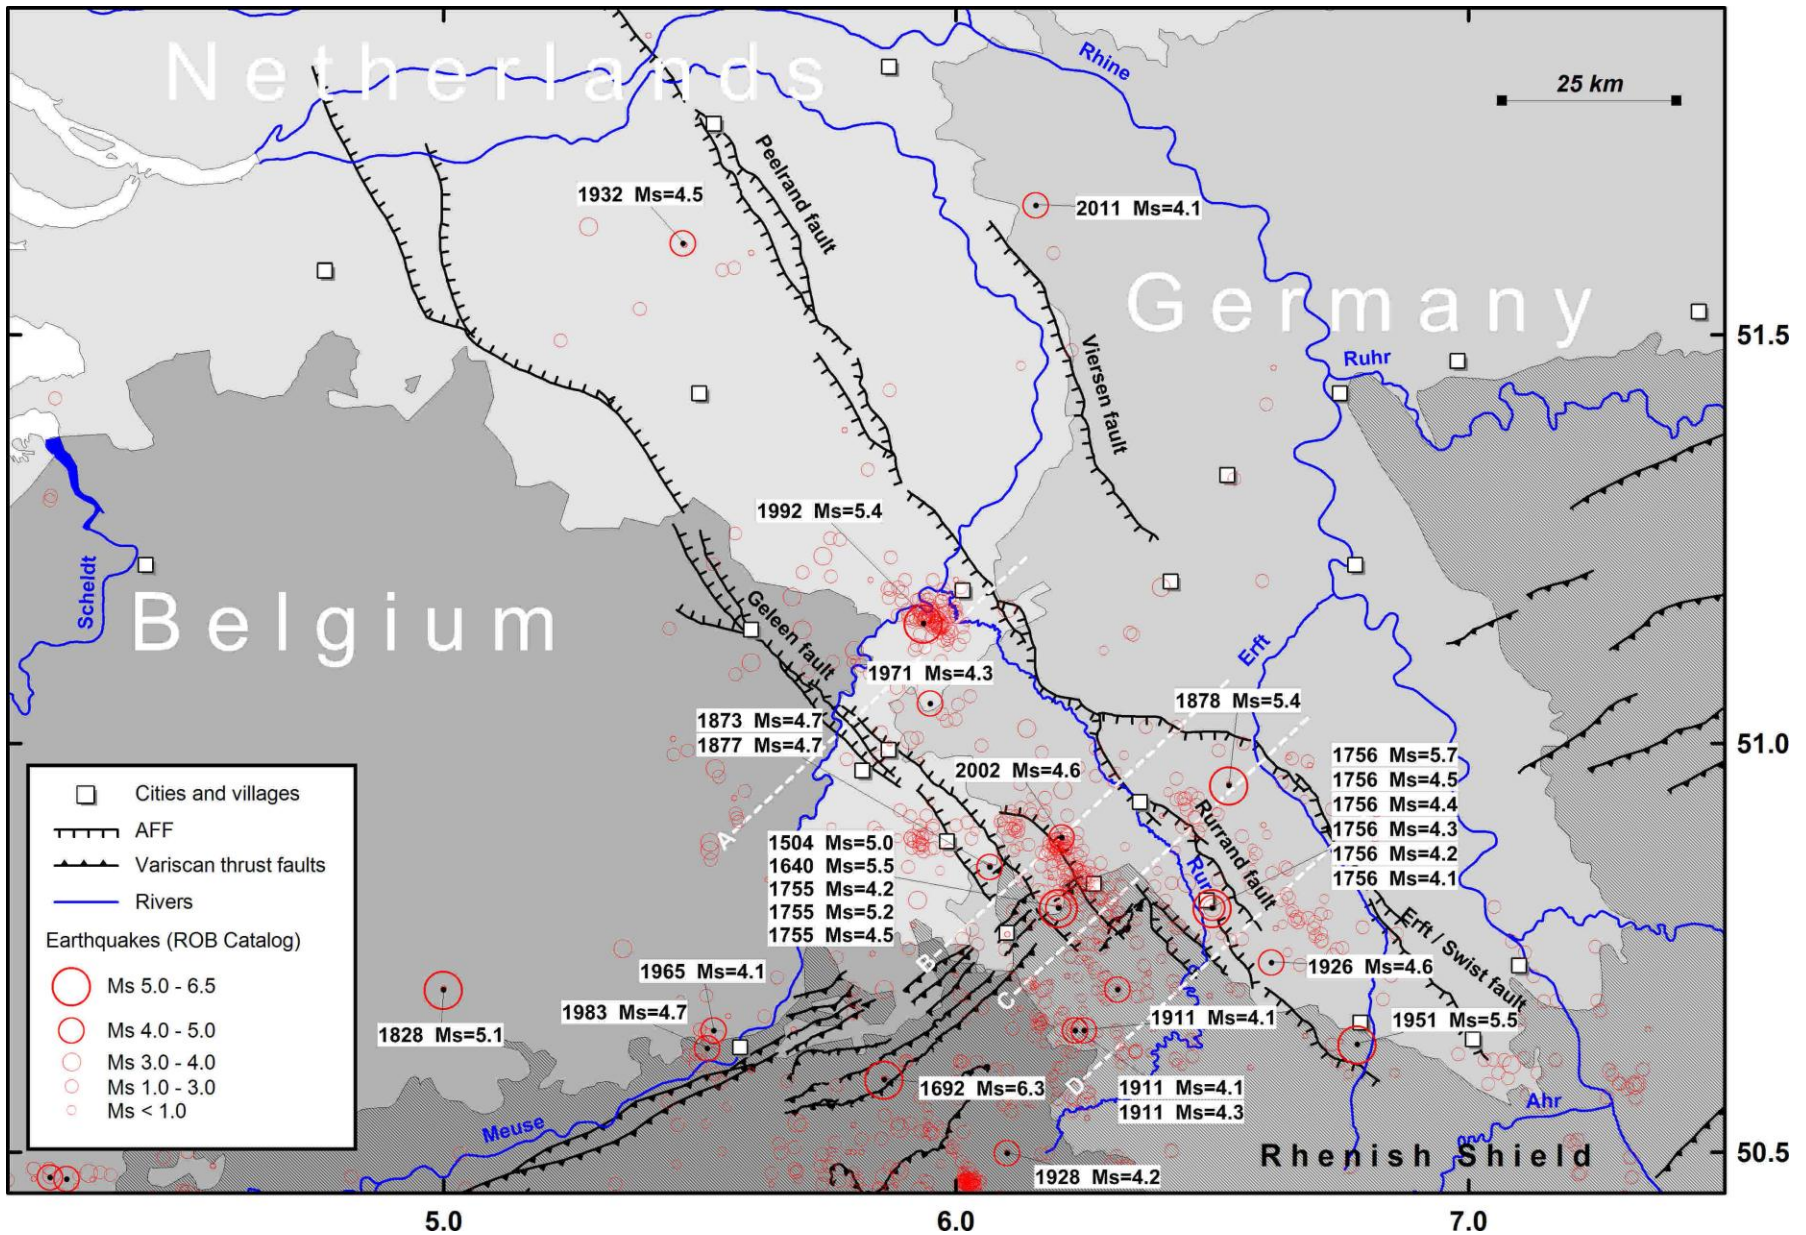 Netherlands
Rhine
25 km
Peelrand fault
1932 Ms=4.5
2011 Ms=4.1
Germany
51.5
Viersen fault
Ruhr
1992 Ms=5.4
Scheldt
Belgium
Geleen fault
Erft
1971 Ms=4.3
1878 Ms=5.4
1873 Ms=4.7
1877 Ms=4.7
51.0
2002 Ms=4.6
1756 Ms=5.7
1756 Ms=4.5
1756 Ms=4.4
1756 Ms=4.3
1756 Ms=4.2
1756 Ms=4.1
A
Rurrand fault
1504 Ms=5.0
1640 Ms=5.5
1755 Ms=4.2
1755 Ms=5.2
1755 Ms=4.5
Rur
Erft / Swist fault
B
C
D
1926 Ms=4.6
1965 Ms=4.1
1983 Ms=4.7
1828 Ms=5.1
1911 Ms=4.1
1951 Ms=5.5
1692 Ms=6.3
1911 Ms=4.1
1911 Ms=4.3
Meuse
Ahr
Rhenish Shield
50.5
1928 Ms=4.2
Cities and villages
AFF
Variscan thrust faults
Rivers
Earthquakes (ROB Catalog)
Ms 5.0 - 6.5
Ms 4.0 - 5.0
Ms 3.0 - 4.0
Ms 1.0 - 3.0
Ms < 1.0
5.0
6.0
7.0